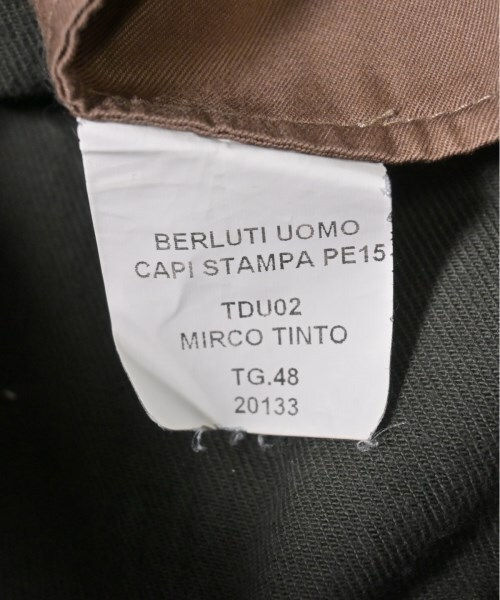 BERLUTI UOMO
CAPI STAMPA PE15
TDU02
MIRCO TINTO
TG.48
20133